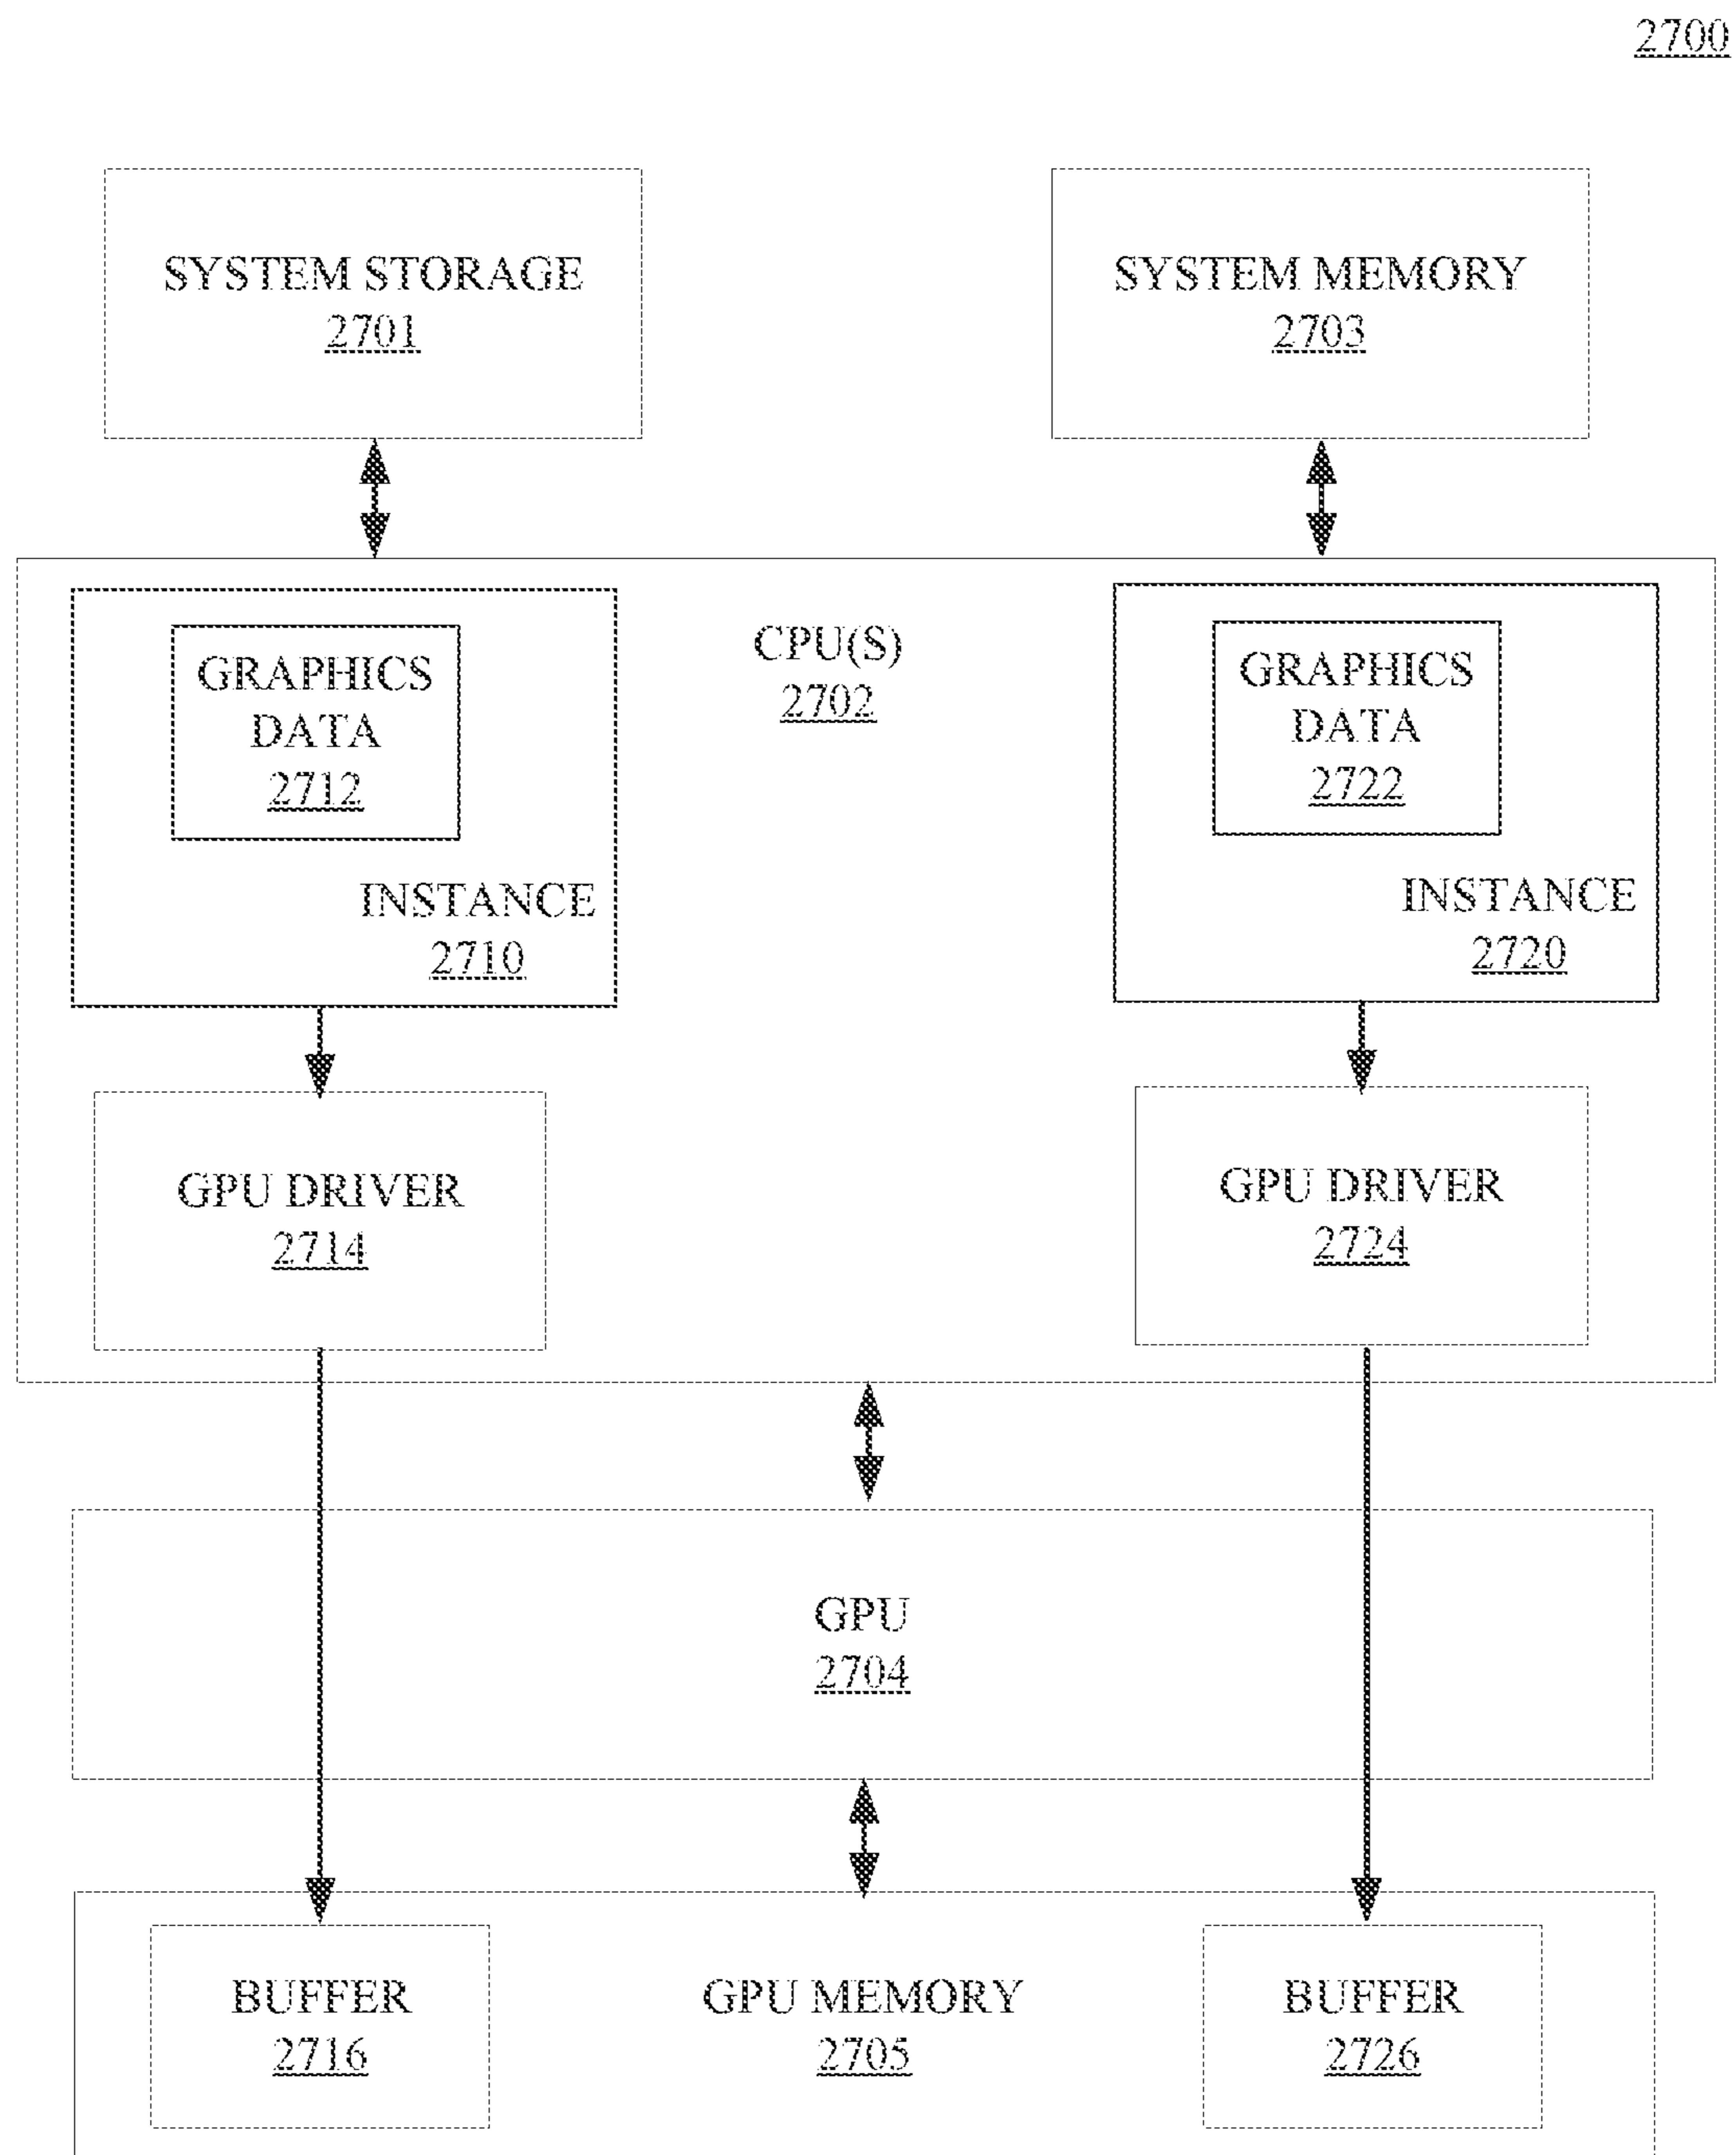 2700
SYSTEM STORAGE
2701
SYSTEM MEMORY
2703
CPU(S)
2702
GRAPHICS
DATA
2712
INSTANCE
2710
GRAPHICS
DATA
2722
INSTANCE
2720
GPU DRIVER
2714
GPU DRIVER
2724
GPU
2704
BUFFER
2716
GPU MEMORY
2705
BUFFER
2726